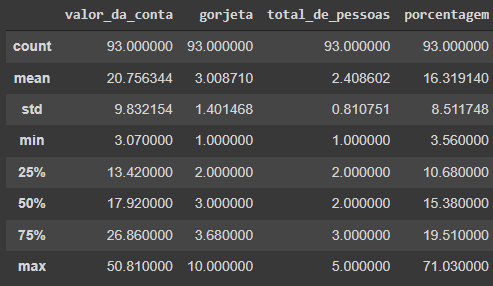 valor_da_conta gorjeta total_de_pessoas porcentagem
count 93.000000 93.000000 93.000000 93.000000
mean 20.756344 3.008710 2.408602 16.319140
std 9.832154 1.401468 0.810751 8.511748
min 3.070000 1.000000 1.000000 3.560000
25% 13.420000 2.000000 2.000000 10.680000
50% 17.920000 3.000000 2.000000 15.380000
75% 26.860000 3.680000 3.000000 19.510000
max 50.810000 10.000000 5.000000 71.030000